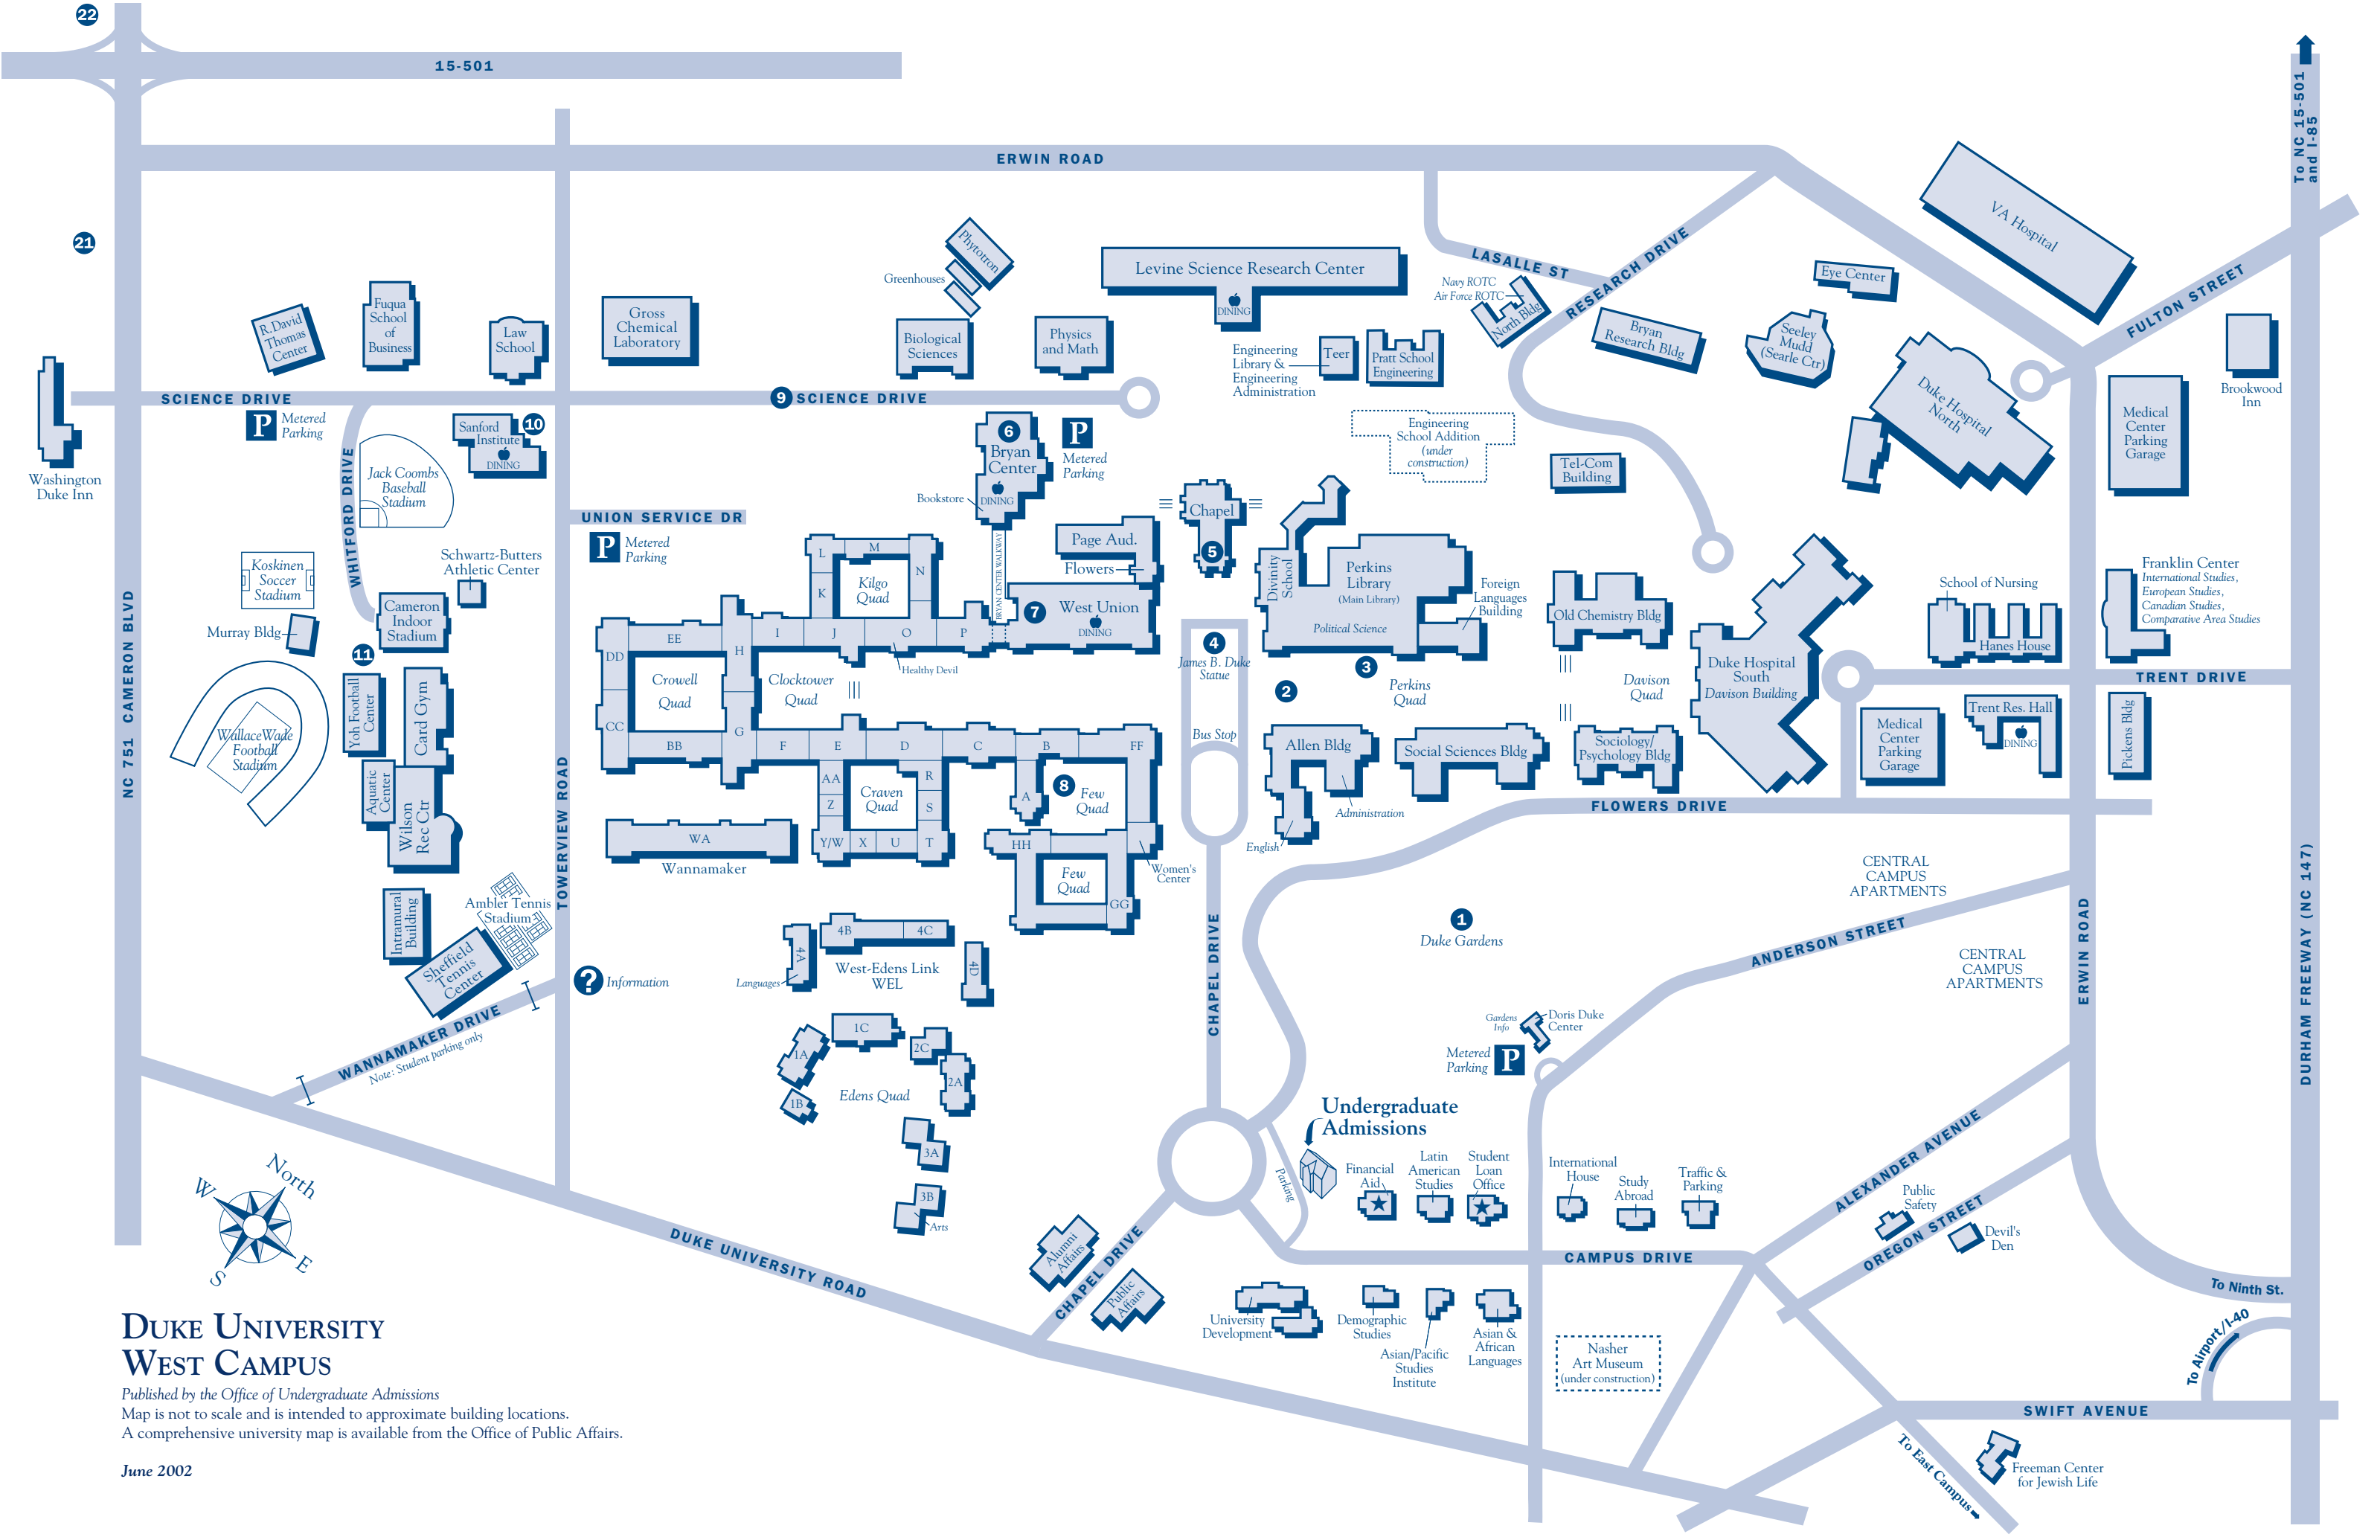 22
15-501
To NC 15-501
and I-85
ERWIN ROAD
21
VA Hospital
FULTON STREET
LASALLE ST
RESEARCH DRIVE
Phytotron
Greenhouses
Levine Science Research Center
DINING
Navy ROTC
Air Force ROTC
North Bldg
Eye Center
R. David
Thomas
Center
Fuqua
School
of
Business
Law
School
Gross
Chemical
Laboratory
Biological
Sciences
Physics
and Math
Engineering
Library &
Engineering
Administration
Teer
Pratt School
Engineering
Bryan
Research Bldg
Seeley
Mudd
(Searle Ctr)
Duke Hospital
North
Brookwood
Inn
Medical
Center
Parking
Garage
Washington
Duke Inn
SCIENCE DRIVE
9
SCIENCE DRIVE
P
Metered
Parking
WHITFORD DRIVE
Jack Coombs
Baseball
Stadium
Sanford
Institute
DINING
10
6
Bryan
Center
DINING
Bookstore
P
Metered
Parking
Engineering
School Addition
(under
construction)
Tel-Com
Building
UNION SERVICE DR
P
Metered
Parking
BRYAN CENTER WALKWAY
Page Aud.
Flowers
Chapel
5
Divinity
School
Perkins
Library
(Main Library)
Political Science
Foreign
Languages
Building
Old Chemistry Bldg
Koskinen
Soccer
Stadium
Schwartz-Butters
Athletic Center
Cameron
Indoor
Stadium
Murray Bldg
11
L
M
N
K
Kilgo
Quad
I
J
O
P
Healthy Devil
7
West Union
DINING
School of Nursing
Hanes House
Franklin Center
International Studies,
European Studies,
Canadian Studies,
Comparative Area Studies
NC 751 CAMERON BLVD
DD
EE
H
CC
BB
G
Crowell
Quad
Clocktower
Quad
4
James B. Duke
Statue
2
3
Perkins
Quad
Davison
Quad
Duke Hospital
South
Davison Building
TRENT DRIVE
Wallace Wade
Football
Stadium
Yoh Football
Center
Card Gym
Aquatic
Center
Wilson
Rec Ctr
F
E
D
C
B
FF
AA
Z
Y/W
X
U
T
R
S
Craven
Quad
A
8
Few
Quad
Bus Stop
Allen Bldg
Administration
English
Social Sciences Bldg
Sociology/
Psychology Bldg
Medical
Center
Parking
Garage
Trent Res. Hall
DINING
Pickens Bldg
FLOWERS DRIVE
TOWERVIEW ROAD
WA
Wannamaker
HH
Few
Quad
GG
Women's
Center
CENTRAL
CAMPUS
APARTMENTS
Intramural
Building
Ambler Tennis
Stadium
Sheffield
Tennis
Center
4A
4B
4C
4D
Languages
West-Edens Link
WEL
CHAPEL DRIVE
1
Duke Gardens
ANDERSON STREET
CENTRAL
CAMPUS
APARTMENTS
ERWIN ROAD
DURHAM FREEWAY (NC 147)
?
Information
WANNAMAKER DRIVE
Note: Student parking only
1A
1B
1C
2C
2A
Edens Quad
3A
3B
Arts
Gardens
Info
Doris Duke
Center
Metered
Parking
P
Undergraduate
Admissions
Parking
Financial
Aid
Latin
American
Studies
Student
Loan
Office
International
House
Study
Abroad
Traffic &
Parking
ALEXANDER AVENUE
Public
Safety
OREGON STREET
Devil's
Den
North
W
E
S
DUKE UNIVERSITY ROAD
Alumni
Affairs
CHAPEL DRIVE
Public
Affairs
CAMPUS DRIVE
To Ninth St.
University
Development
Demographic
Studies
Asian/Pacific
Studies
Institute
Asian &
African
Languages
Nasher
Art Museum
(under construction)
To Airport/I-40
SWIFT AVENUE
To East Campus
Freeman Center
for Jewish Life
DUKE UNIVERSITY
WEST CAMPUS
Published by the Office of Undergraduate Admissions
Map is not to scale and is intended to approximate building locations.
A comprehensive university map is available from the Office of Public Affairs.
June 2002